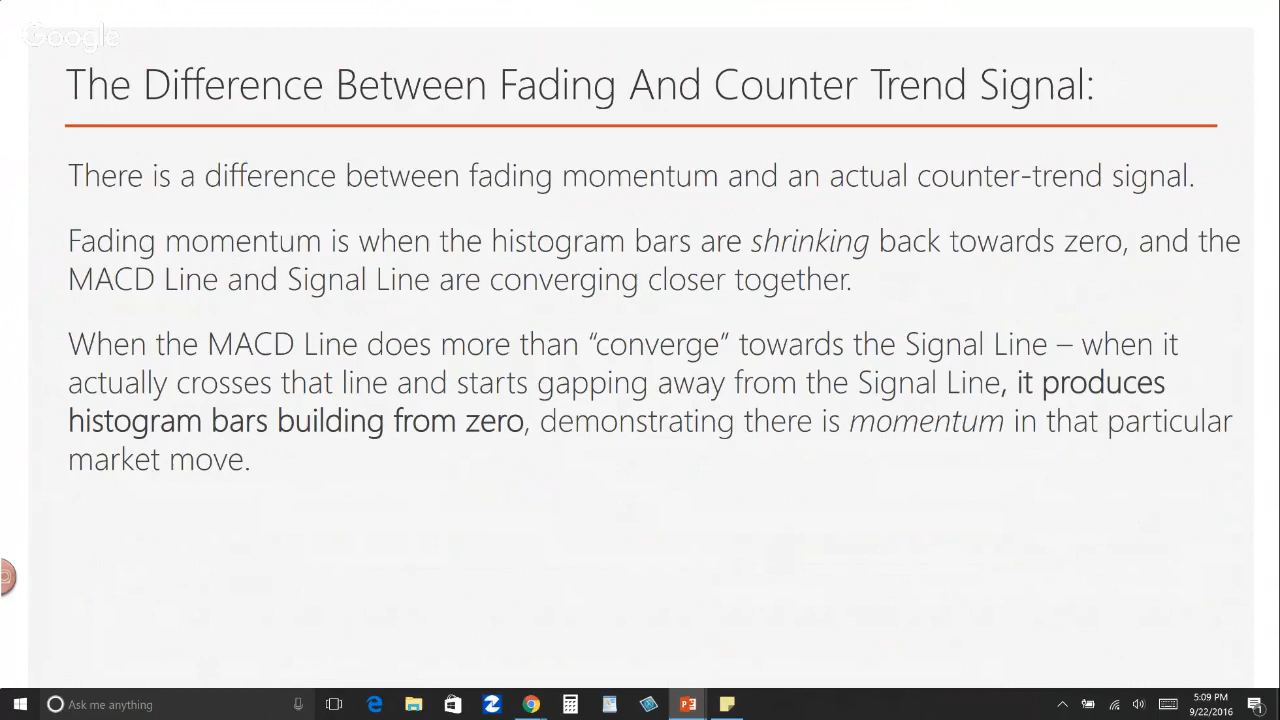 Google
The Difference Between Fading And Counter Trend Signal:
There is a difference between fading momentum and an actual counter-trend signal.
Fading momentum is when the histogram bars are shrinking back towards zero, and the
MACD Line and Signal Line are converging closer together.
When the MACD Line does more than “converge” towards the Signal Line – when it
actually crosses that line and starts gapping away from the Signal Line, it produces
histogram bars building from zero, demonstrating there is momentum in that particular
market move.
Ask me anything
5:09 PM
9/22/2016